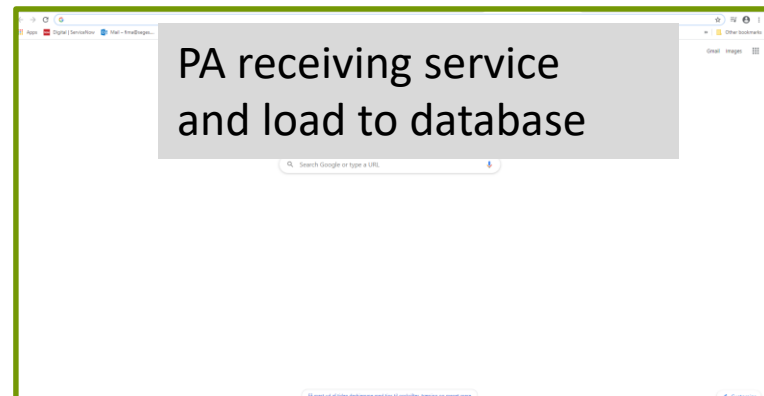 G
Apps Digital | ServiceNow Mail –
Other bookmarks
Gmail Images
PA receiving service
and load to database
Search Google or type a URL